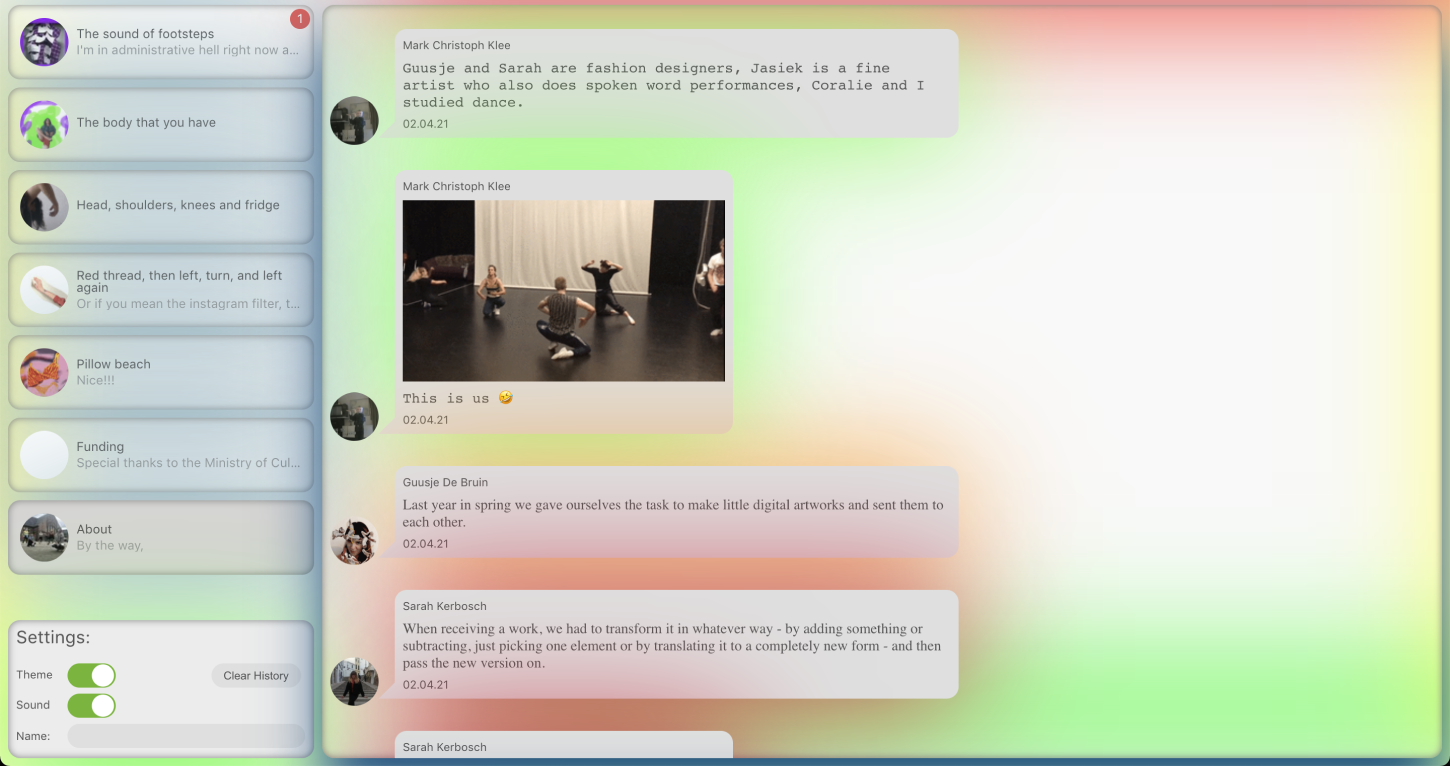 1
The sound of footsteps
I'm in administrative hell right now a...
The body that you have
Head, shoulders, knees and fridge
Red thread, then left, turn, and left
again
Or if you mean the instagram filter, t...
Pillow beach
Nice!!!
Funding
Special thanks to the Ministry of Cul...
About
By the way,
Settings:
Theme
Clear History
Sound
Name:
Mark Christoph Klee
Guusje and Sarah are fashion designers, Jasiek is a fine
artist who also does spoken word performances, Coralie and I
studied dance.
02.04.21
Mark Christoph Klee
This is us 🤣
02.04.21
Guusje De Bruin
Last year in spring we gave ourselves the task to make little digital artworks and sent them to
each other.
02.04.21
Sarah Kerbosch
When receiving a work, we had to transform it in whatever way - by adding something or
subtracting, just picking one element or by translating it to a completely new form - and then
pass the new version on.
02.04.21
Sarah Kerbosch